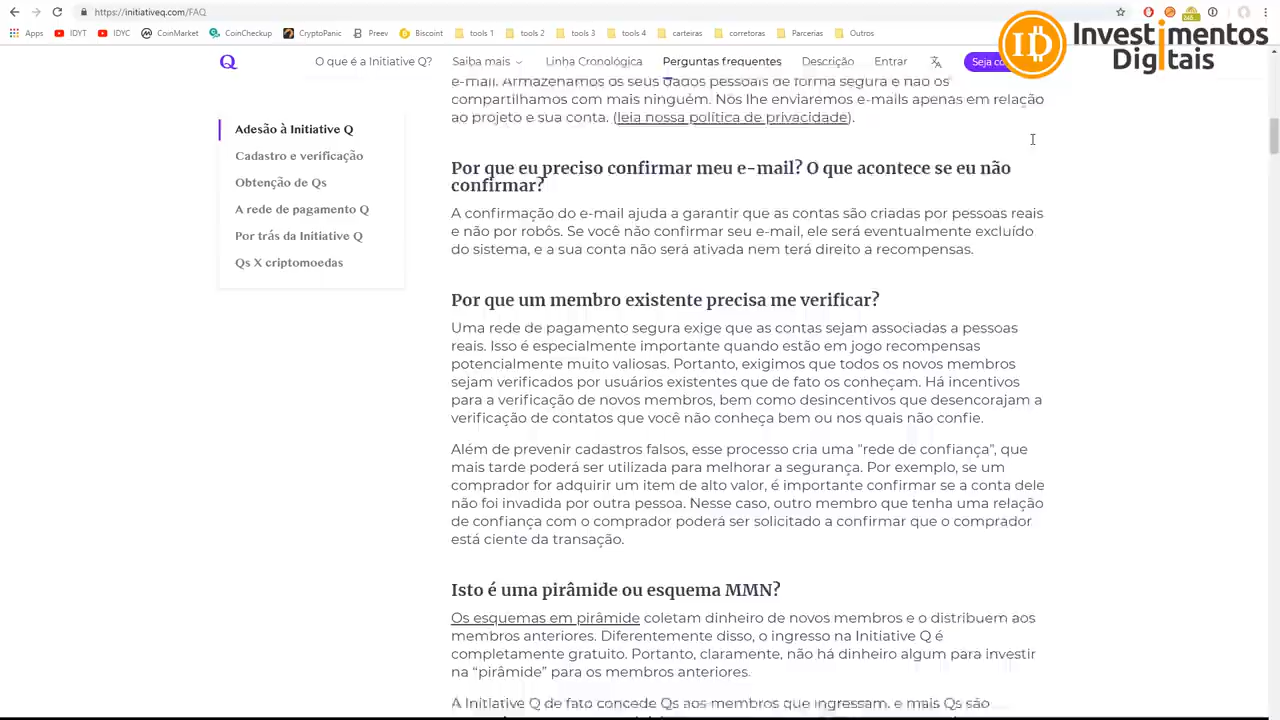 https://initiativeq.com/FAQ
Apps IDYT IDYC CoinMarket CoinCheckup CryptoPanic Preev Biscoint tools 1 tools 2 tools 3 tools 4 carteiras corretoras Parcerias Outros
Investimentos
Digitais
Q O que é a Initiative Q? Saiba mais Linha Cronológica Perguntas frequentes Descrição Entrar
e-mail. Armazenamos os seus dados pessoais de forma segura e não os
compartilhamos com mais ninguém. Nós lhe enviaremos e-mails apenas em relação
ao projeto e sua conta. (leia nossa política de privacidade).
Adesão à Initiative Q
Cadastro e verificação
Obtenção de Qs
A rede de pagamento Q
Por trás da Initiative Q
Qs X criptomoedas
Por que eu preciso confirmar meu e-mail? O que acontece se eu não
confirmar?
A confirmação do e-mail ajuda a garantir que as contas são criadas por pessoas reais
e não por robôs. Se você não confirmar seu e-mail, ele será eventualmente excluído
do sistema, e a sua conta não será ativada nem terá direito a recompensas.
Por que um membro existente precisa me verificar?
Uma rede de pagamento segura exige que as contas sejam associadas a pessoas
reais. Isso é especialmente importante quando estão em jogo recompensas
potencialmente muito valiosas. Portanto, exigimos que todos os novos membros
sejam verificados por usuários existentes que de fato os conheçam. Há incentivos
para a verificação de novos membros, bem como desincentivos que desencorajam a
verificação de contatos que você não conheça bem ou nos quais não confie.
Além de prevenir cadastros falsos, esse processo cria uma "rede de confiança", que
mais tarde poderá ser utilizada para melhorar a segurança. Por exemplo, se um
comprador for adquirir um item de alto valor, é importante confirmar se a conta dele
não foi invadida por outra pessoa. Nesse caso, outro membro que tenha uma relação
de confiança com o comprador poderá ser solicitado a confirmar que o comprador
está ciente da transação.
Isto é uma pirâmide ou esquema MMN?
Os esquemas em pirâmide coletam dinheiro de novos membros e o distribuem aos
membros anteriores. Diferentemente disso, o ingresso na Initiative Q é
completamente gratuito. Portanto, claramente, não há dinheiro algum para investir
na “pirâmide” para os membros anteriores.
A Initiative Q de fato concede Qs aos membros que ingressam, e mais Qs são